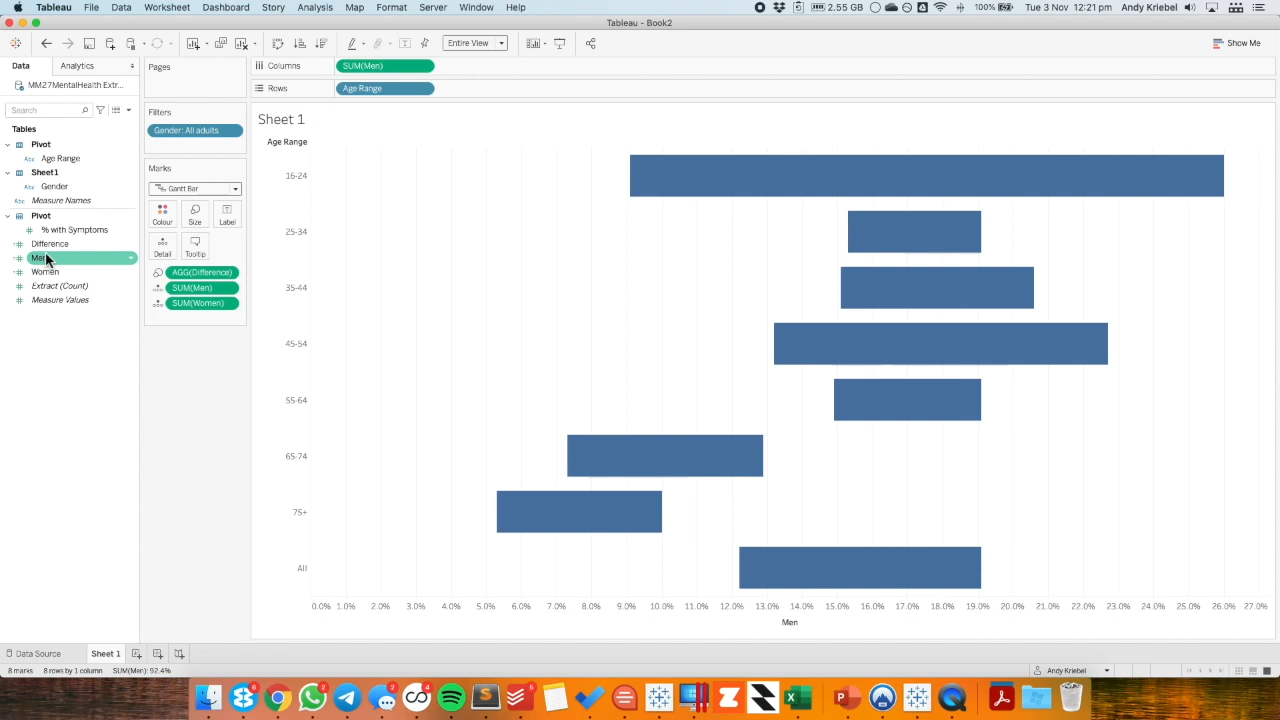 Tableau File Data Worksheet Dashboard Story Analysis Map Format Server Window Help 2.55 GB 100% Tue 3 Nov 12:21 pm Andy Kriebel
Tableau - Book2
Entire View Show Me
Data Analytics
MM27MentalHealth Extr...
Search
Tables
Pivot
Abc Age Range
Sheet1
Abc Gender
Abc Measure Names
Pivot
% with Symptoms
Difference
Men
Women
Extract (Count)
Measure Values
Pages
Filters
Gender: All adults
Marks
Gantt Bar
Colour Size Label
Detail Tooltip
AGG(Difference)
SUM(Men)
SUM(Women)
Columns SUM(Men)
Rows Age Range
Sheet 1
Age Range
16-24
25-34
35-44
45-54
55-64
65-74
75+
All
0.0% 1.0% 2.0% 3.0% 4.0% 5.0% 6.0% 7.0% 8.0% 9.0% 10.0% 11.0% 12.0% 13.0% 14.0% 15.0% 16.0% 17.0% 18.0% 19.0% 20.0% 21.0% 22.0% 23.0% 24.0% 25.0% 26.0% 27.0%
Men
Data Source Sheet 1
8 marks 8 rows by 1 column SUM(Men): 92.4% Andy Kriebel